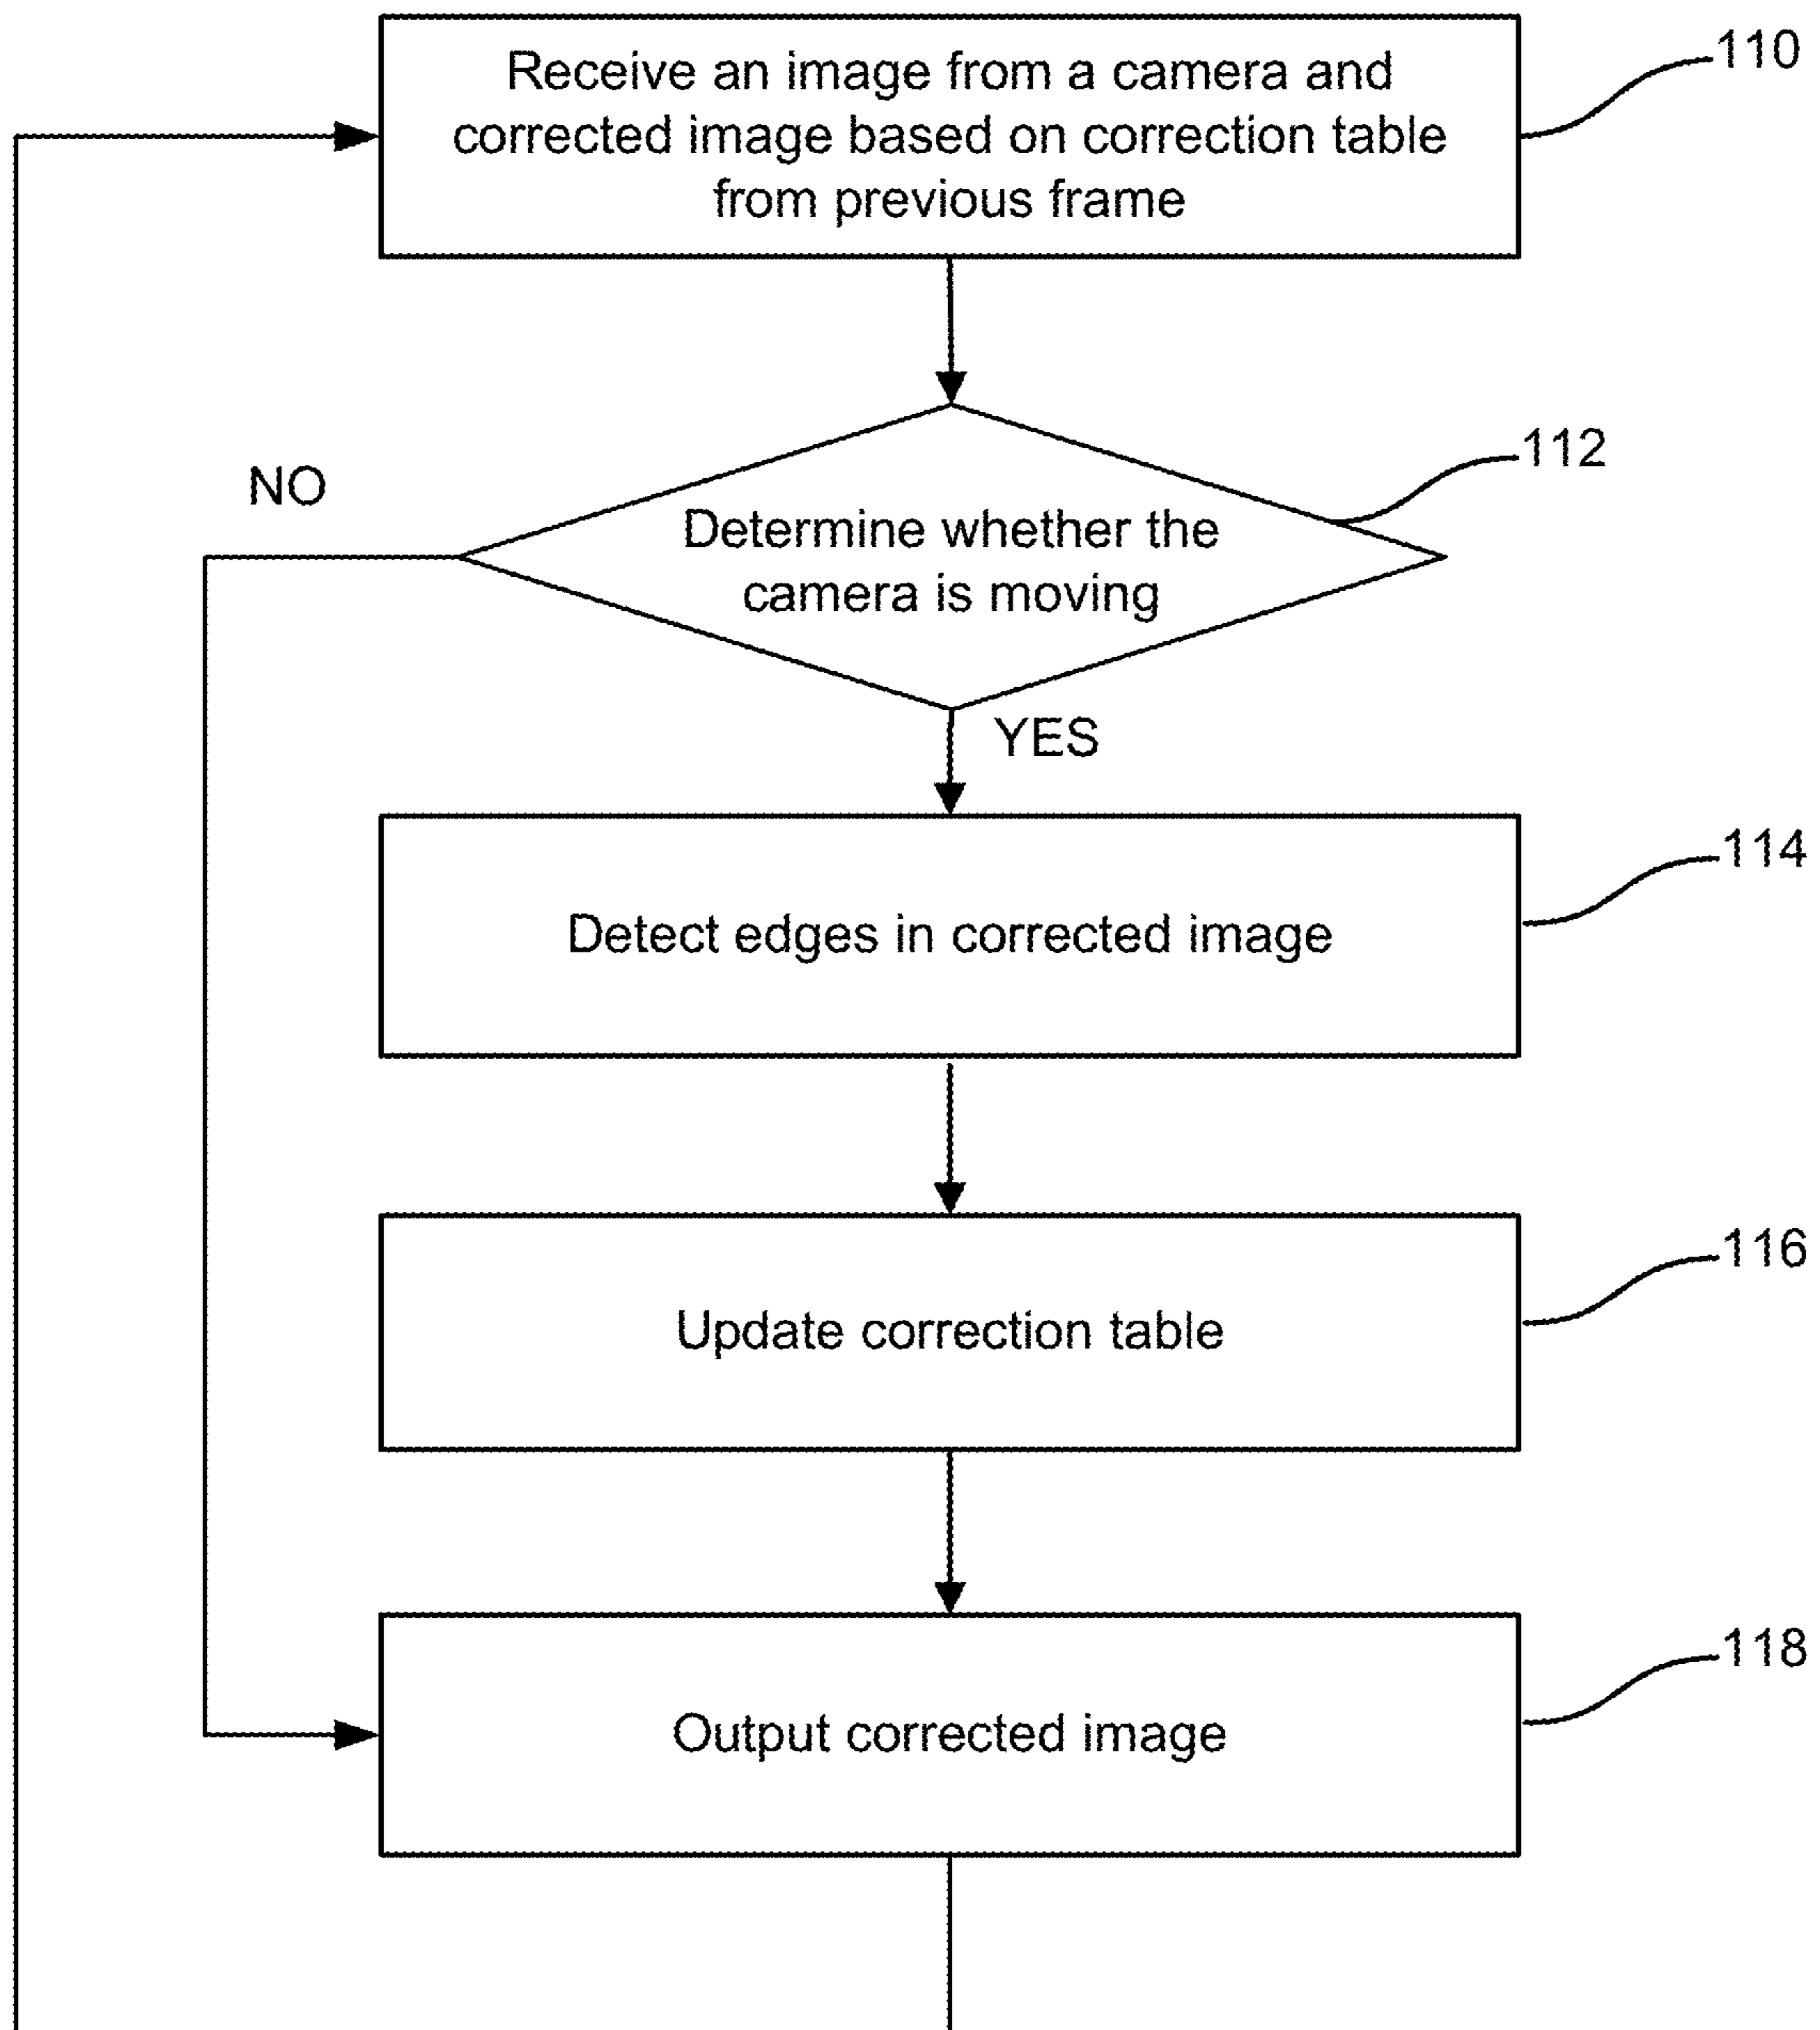 Receive an image from a camera and
corrected image based on correction table
from previous frame
110
NO
112
Determine whether the
camera is moving
YES
114
Detect edges in corrected image
116
Update correction table
118
Output corrected image